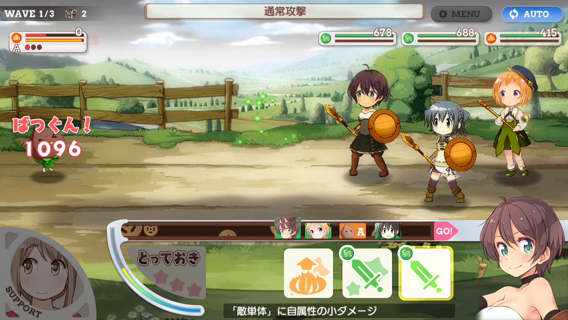 WAVE 1/3 2
通常攻撃
MENU
AUTO
0
678
688
415
A
ばつぐん!
1096
A
GO!
とっておき
SUPPORT
「敵単体」に自属性の小ダメージ